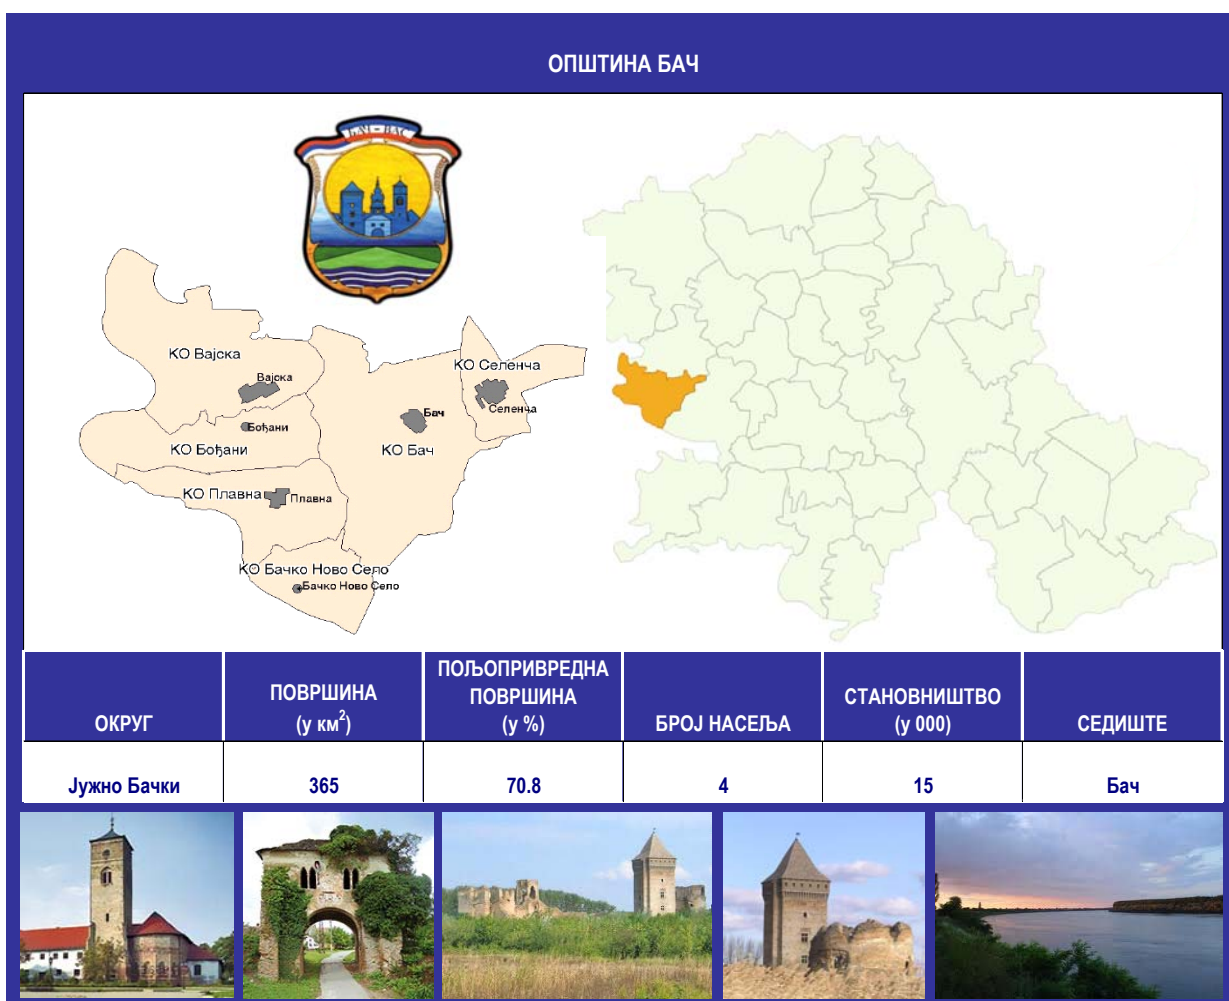 ОПШТИНА БАЧ
БАЧ - ВАС
КО Вајска
Вајска
КО Селенча
Селенча
Бач
КО Бач
Бођани
КО Бођани
КО Плавна
Плавна
КО Бачко Ново Село
Бачко Ново Село
ОКРУГ
ПОВРШИНА
(у км²)
ПОЉОПРИВРЕДНА
ПОВРШИНА
(у %)
БРОЈ НАСЕЉА
СТАНОВНИШТВО
(у 000)
СЕДИШТЕ
Јужно Бачки
365
70.8
4
15
Бач